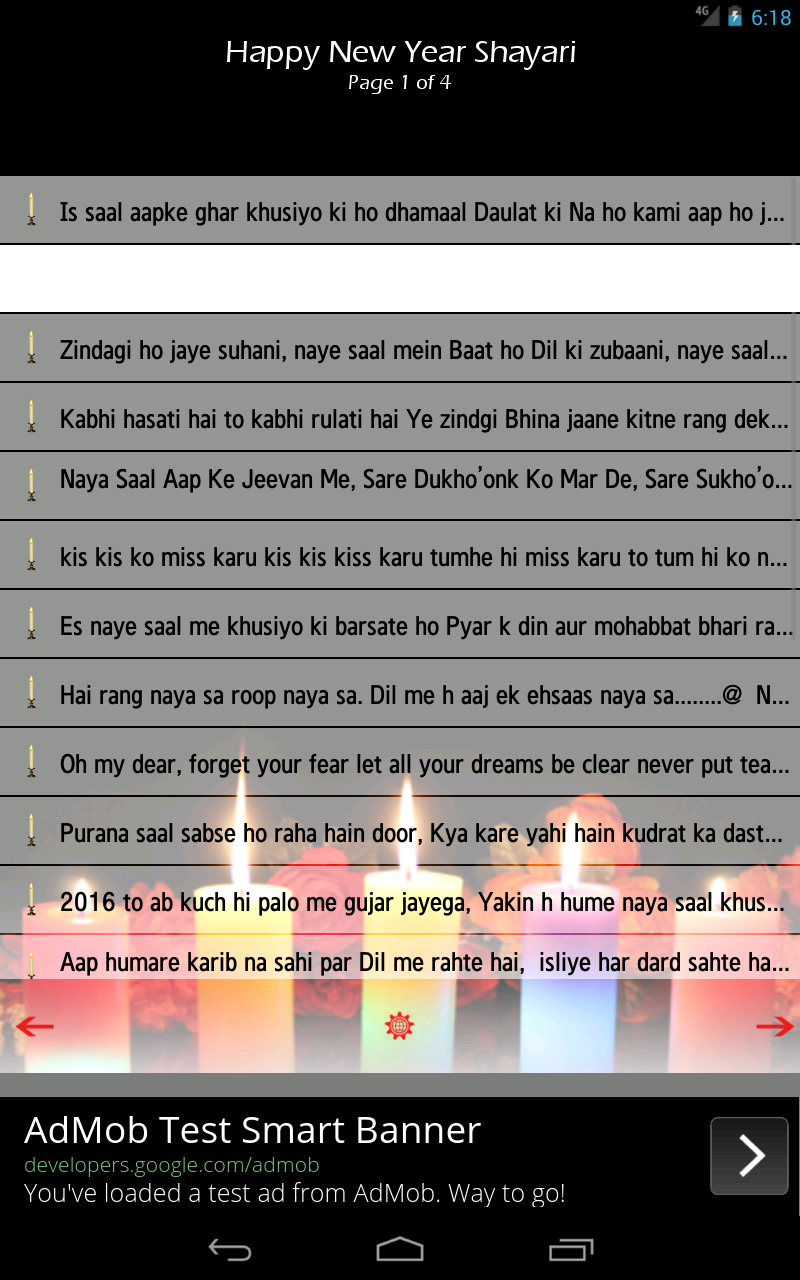 4G 6:18
Happy New Year Shayari
Page 1 of 4
Is saal aapke ghar khusiyo ki ho dhamaal Daulat ki Na ho kami aap ho j...
Zindagi ho jaye suhani, naye saal mein Baat ho Dil ki zubaani, naye saal...
Kabhi hasati hai to kabhi rulati hai Ye zindgi Bhina jaane kitne rang dek...
Naya Saal Aap Ke Jeevan Me, Sare Dukho’onk Ko Mar De, Sare Sukho’o...
kis kis ko miss karu kis kis kiss karu tumhe hi miss karu to tum hi ko n...
Es naye saal me khusiyo ki barsate ho Pyar k din aur mohabbat bhari ra...
Hai rang naya sa roop naya sa. Dil me h aaj ek ehsaas naya sa........@  N...
Oh my dear, forget your fear let all your dreams be clear never put tea...
Purana saal sabse ho raha hain door, Kya kare yahi hain kudrat ka dast...
2016 to ab kuch hi palo me gujar jayega, Yakin h hume naya saal khus...
Aap humare karib na sahi par Dil me rahte hai,  isliye har dard sahte ha...
AdMob Test Smart Banner
developers.google.com/admob
You've loaded a test ad from AdMob. Way to go!